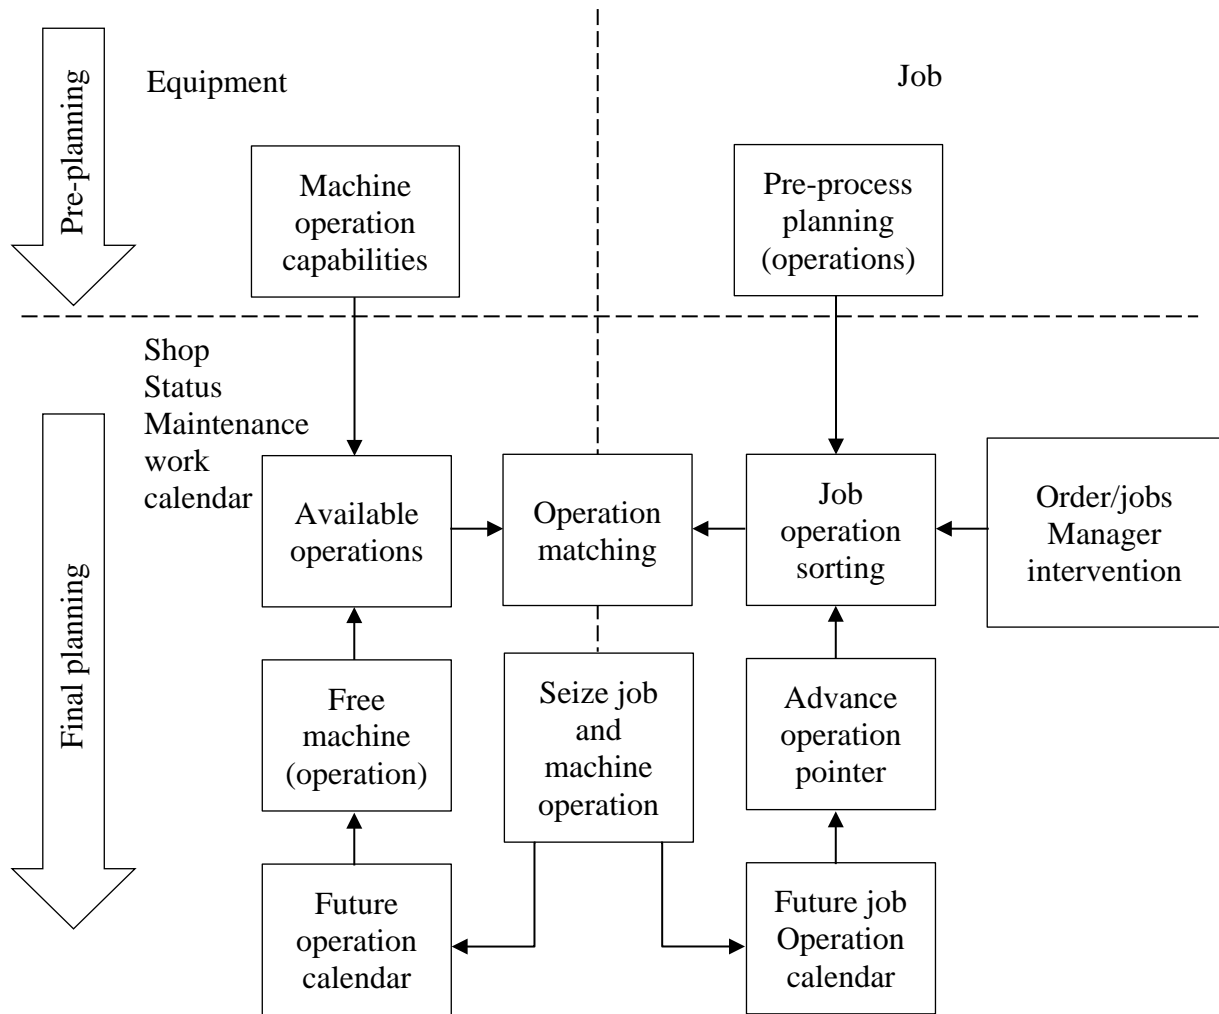 Pre-planning
Equipment
Job
Machine
operation
capabilities
Pre-process
planning
(operations)
Shop
Status
Maintenance
work
calendar
Final planning
Available
operations
Operation
matching
Job
operation
sorting
Order/jobs
Manager
intervention
Free
machine
(operation)
Seize job
and
machine
operation
Advance
operation
pointer
Future
operation
calendar
Future job
Operation
calendar